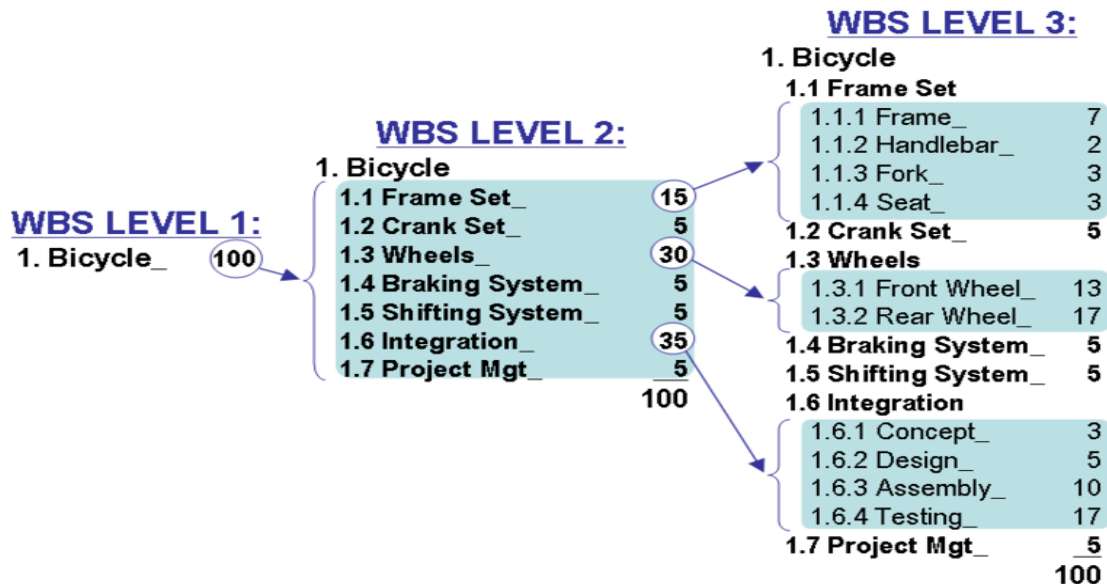 WBS LEVEL 1:
1. Bicycle_ 100
WBS LEVEL 2:
1. Bicycle
1.1 Frame Set_ 15
1.2 Crank Set_ 5
1.3 Wheels_ 30
1.4 Braking System_ 5
1.5 Shifting System_ 5
1.6 Integration_ 35
1.7 Project Mgt_ 5
100
WBS LEVEL 3:
1. Bicycle
1.1 Frame Set
1.1.1 Frame_ 7
1.1.2 Handlebar_ 2
1.1.3 Fork_ 3
1.1.4 Seat_ 3
1.2 Crank Set_ 5
1.3 Wheels
1.3.1 Front Wheel_ 13
1.3.2 Rear Wheel_ 17
1.4 Braking System_ 5
1.5 Shifting System_ 5
1.6 Integration
1.6.1 Concept_ 3
1.6.2 Design_ 5
1.6.3 Assembly_ 10
1.6.4 Testing_ 17
1.7 Project Mgt_ 5
100